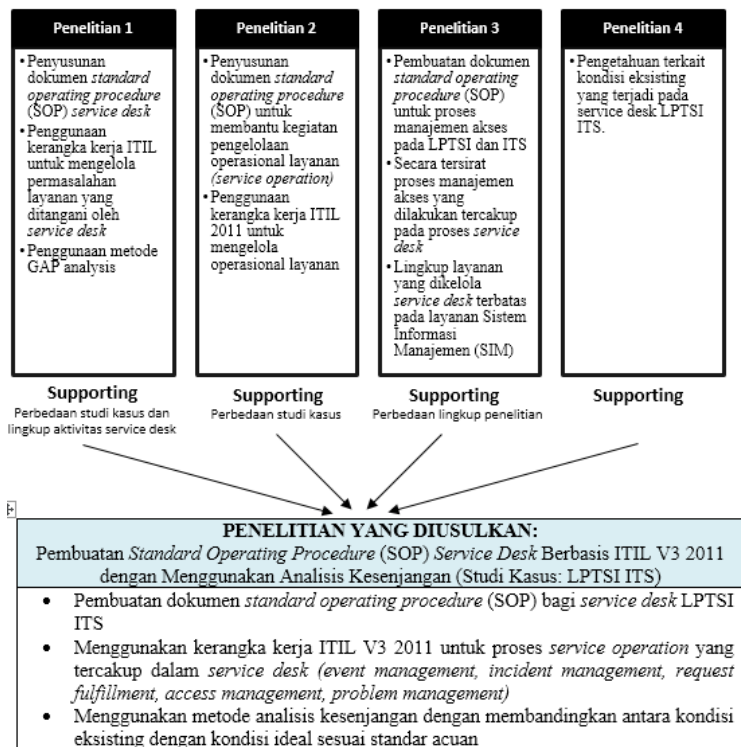 Penelitian 1
• Penyusunan
dokumen standard
operating procedure
(SOP) service desk
• Penggunaan
kerangka kerja ITIL
untuk mengelola
permasalahan
layanan yang
ditangani oleh
service desk
• Penggunaan metode
GAP analysis
Supporting
Perbedaan studi kasus dan
lingkup aktivitas service desk
Penelitian 2
• Penyusunan
dokumen standard
operating procedure
(SOP) untuk
membantu kegiatan
pengelolaan
operasional layanan
(service operation)
• Penggunaan
kerangka kerja ITIL
2011 untuk
mengelola
operasional layanan
Supporting
Perbedaan studi kasus
Penelitian 3
• Pembuatan dokumen
standard operating
procedure (SOP)
untuk proses
manajemen akses
pada LPTSI dan ITS
• Secara tersirat
proses manajemen
akses yang
dilakukan tercakup
pada proses service
desk
• Lingkup layanan
yang dikelola
service desk terbatas
pada layanan Sistem
Informasi
Manajemen (SIM)
Supporting
Perbedaan lingkup penelitian
Penelitian 4
• Pengetahuan terkait
kondisi eksisting
yang terjadi pada
service desk LPTSI
ITS.
Supporting
PENELITIAN YANG DIUSULKAN:
Pembuatan Standard Operating Procedure (SOP) Service Desk Berbasis ITIL V3 2011
dengan Menggunakan Analisis Kesenjangan (Studi Kasus: LPTSI ITS)
• Pembuatan dokumen standard operating procedure (SOP) bagi service desk LPTSI
ITS
• Menggunakan kerangka kerja ITIL V3 2011 untuk proses service operation yang
tercakup dalam service desk (event management, incident management, request
fulfillment, access management, problem management)
• Menggunakan metode analisis kesenjangan dengan membandingkan antara kondisi
eksisting dengan kondisi ideal sesuai standar acuan